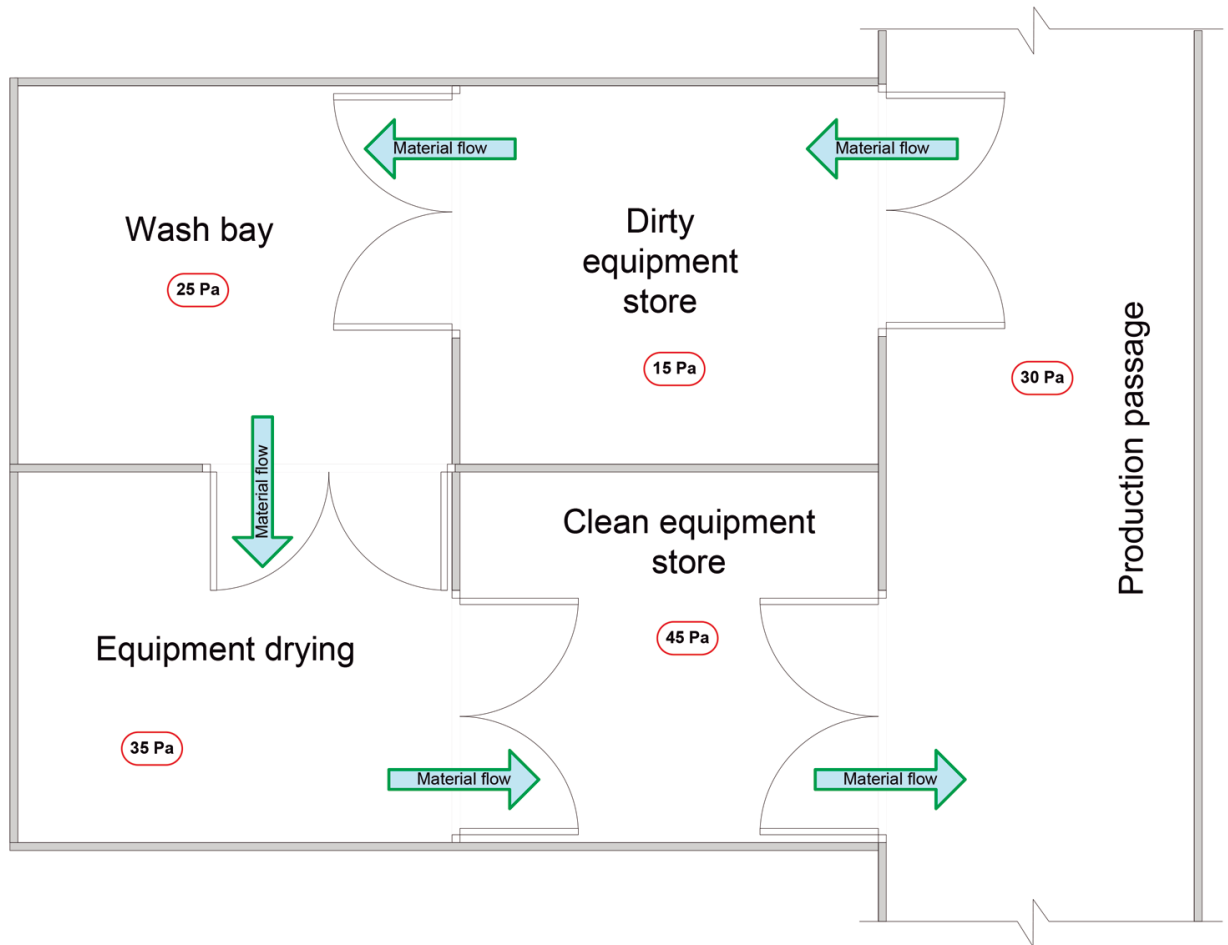 Material flow
Material flow
Wash bay
25 Pa
Dirty
equipment
store
15 Pa
30 Pa
Production passage
Material flow
Clean equipment
store
45 Pa
Equipment drying
35 Pa
Material flow
Material flow